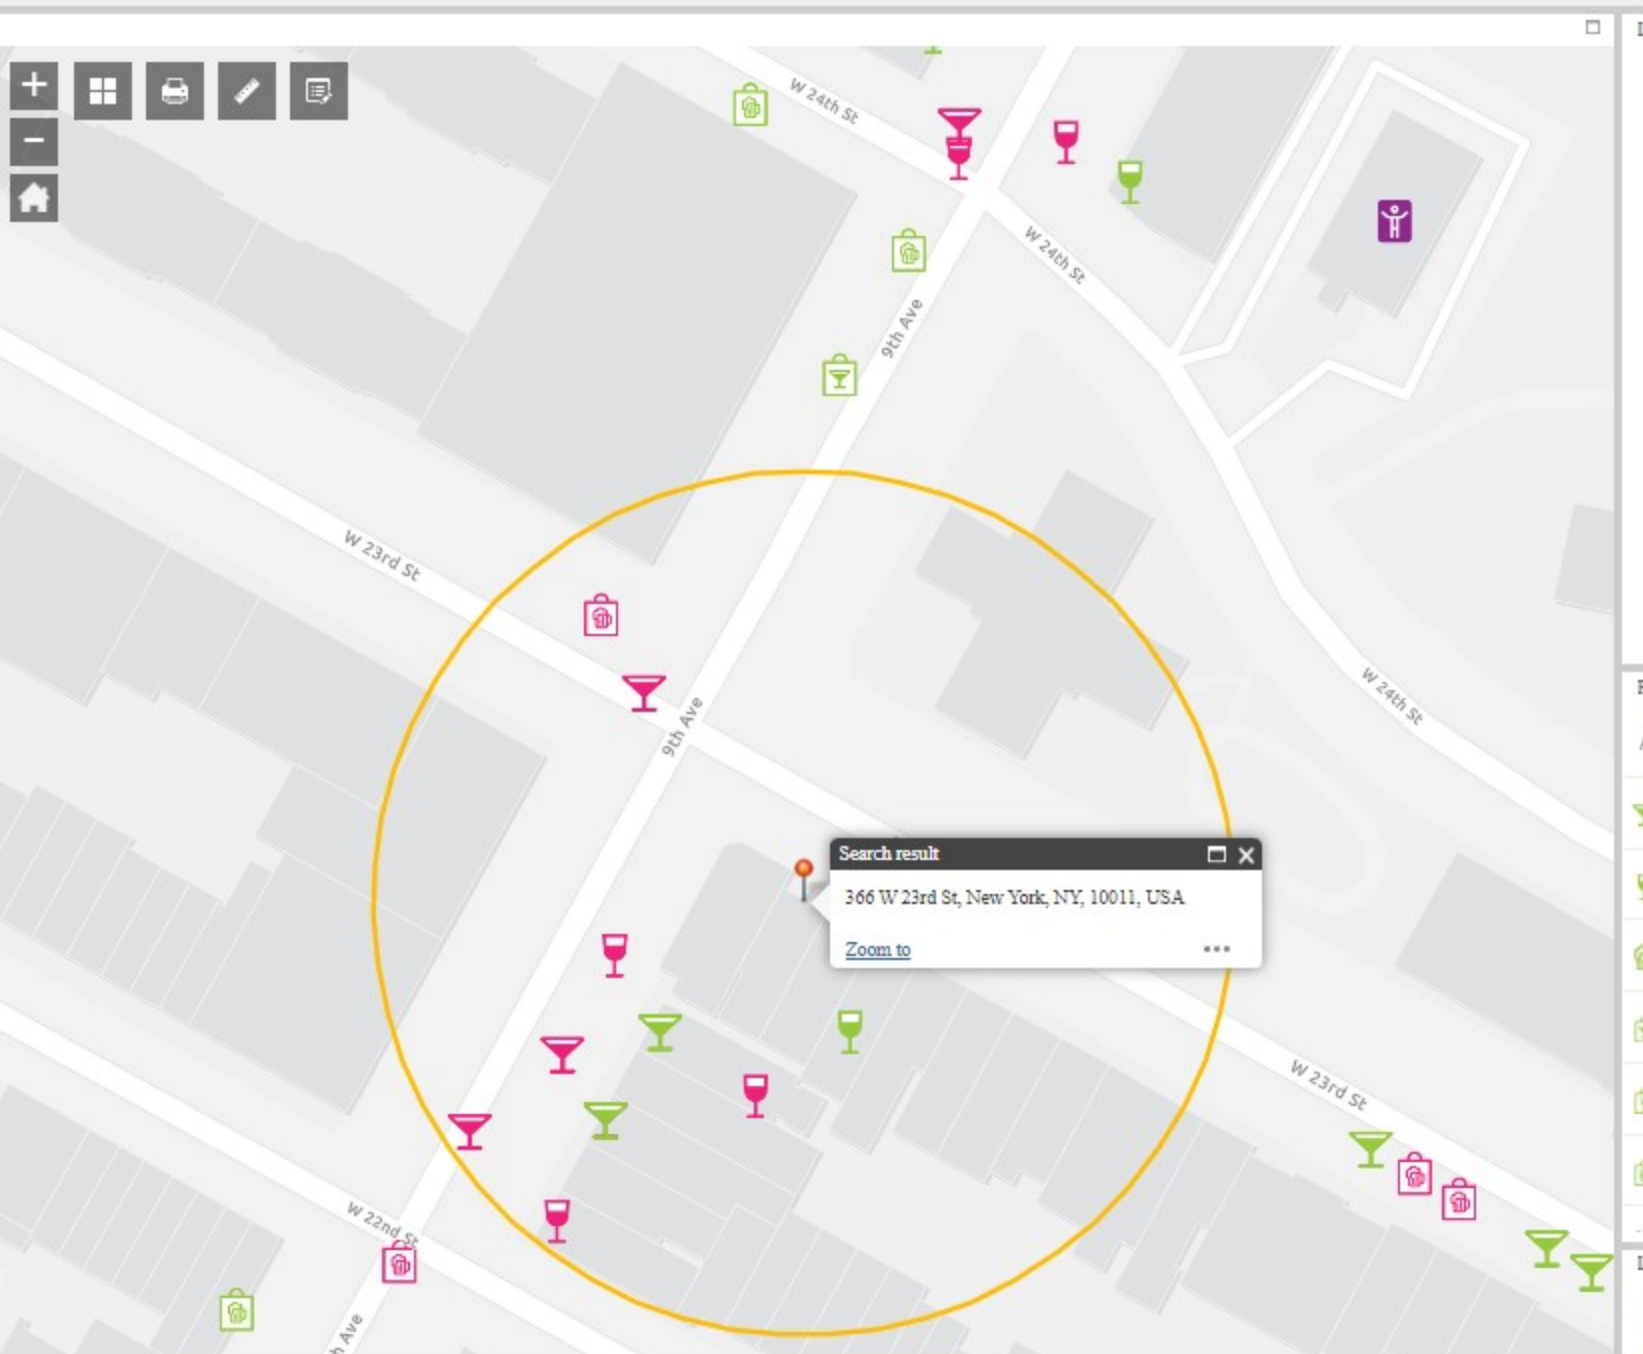 W 24th St
W 24th St
9th Ave
W 23rd St
W 24th St
9th Ave
Search result
366 W 23rd St, New York, NY, 10011, USA
Zoom to
W 23rd St
W 22nd St
Ave